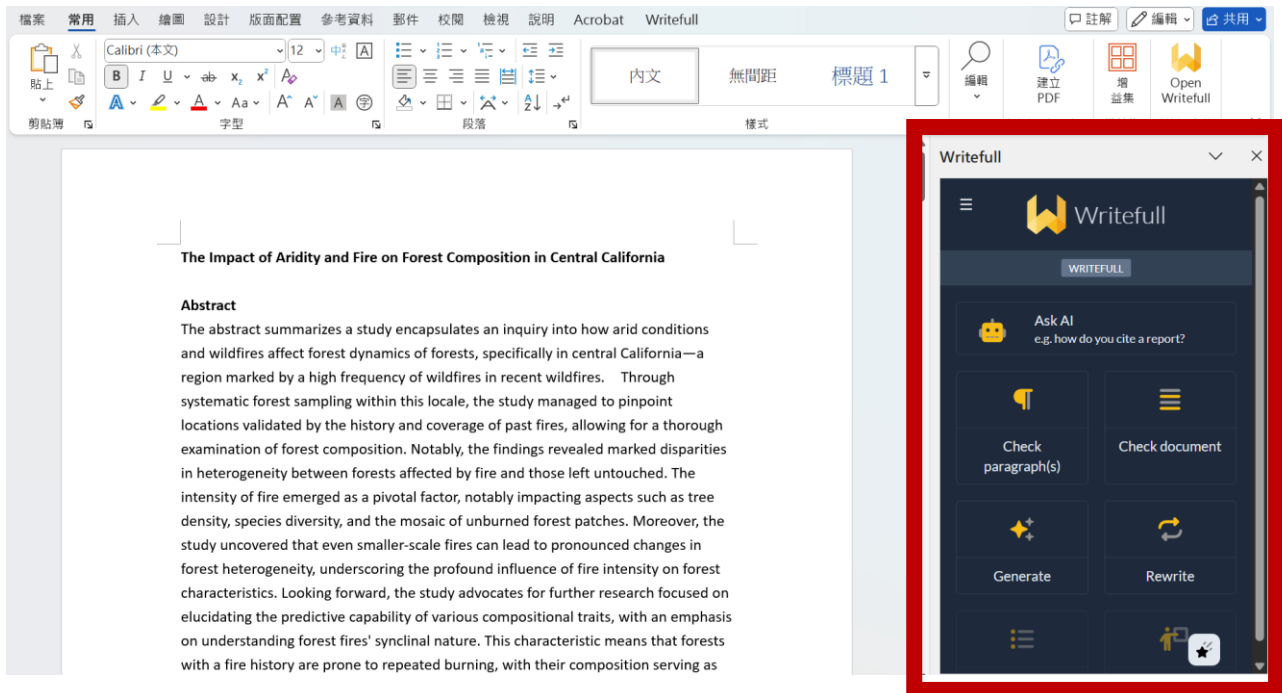 檔案 常用 插入 繪圖 設計 版面配置 參考資料 郵件 校閱 檢視 說明 Acrobat Writefull
註解 編輯 共用
Calibri (本文) 12
貼上
B I U ab x₂ x²
A A Aa A A A
內文 無間距 標題 1
編輯
建立
PDF
增
益集
Open
Writefull
剪貼簿 字型 段落 樣式
The Impact of Aridity and Fire on Forest Composition in Central California
Abstract
The abstract summarizes a study encapsulates an inquiry into how arid conditions
and wildfires affect forest dynamics of forests, specifically in central California—a
region marked by a high frequency of wildfires in recent wildfires. Through
systematic forest sampling within this locale, the study managed to pinpoint
locations validated by the history and coverage of past fires, allowing for a thorough
examination of forest composition. Notably, the findings revealed marked disparities
in heterogeneity between forests affected by fire and those left untouched. The
intensity of fire emerged as a pivotal factor, notably impacting aspects such as tree
density, species diversity, and the mosaic of unburned forest patches. Moreover, the
study uncovered that even smaller-scale fires can lead to pronounced changes in
forest heterogeneity, underscoring the profound influence of fire intensity on forest
characteristics. Looking forward, the study advocates for further research focused on
elucidating the predictive capability of various compositional traits, with an emphasis
on understanding forest fires' synclinal nature. This characteristic means that forests
with a fire history are prone to repeated burning, with their composition serving as
Writefull
Writefull
WRITEFULL
Ask AI
e.g. how do you cite a report?
Check
paragraph(s)
Check document
Generate
Rewrite